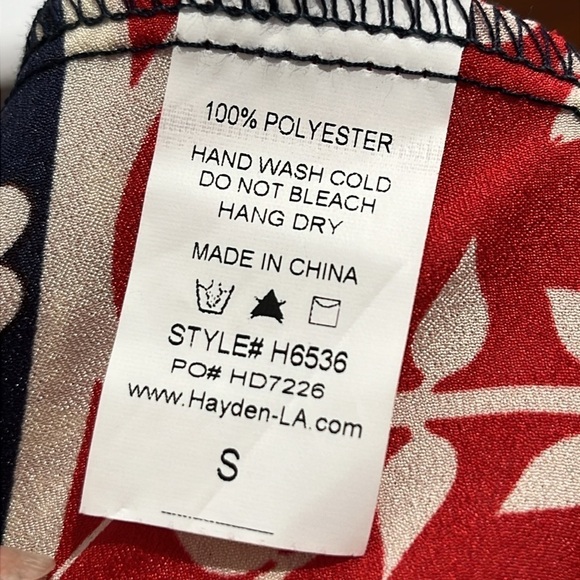 100% POLYESTER
HAND WASH COLD
DO NOT BLEACH
HANG DRY
MADE IN CHINA
STYLE# H6536
PO# HD7226
www.Hayden-LA.com
S